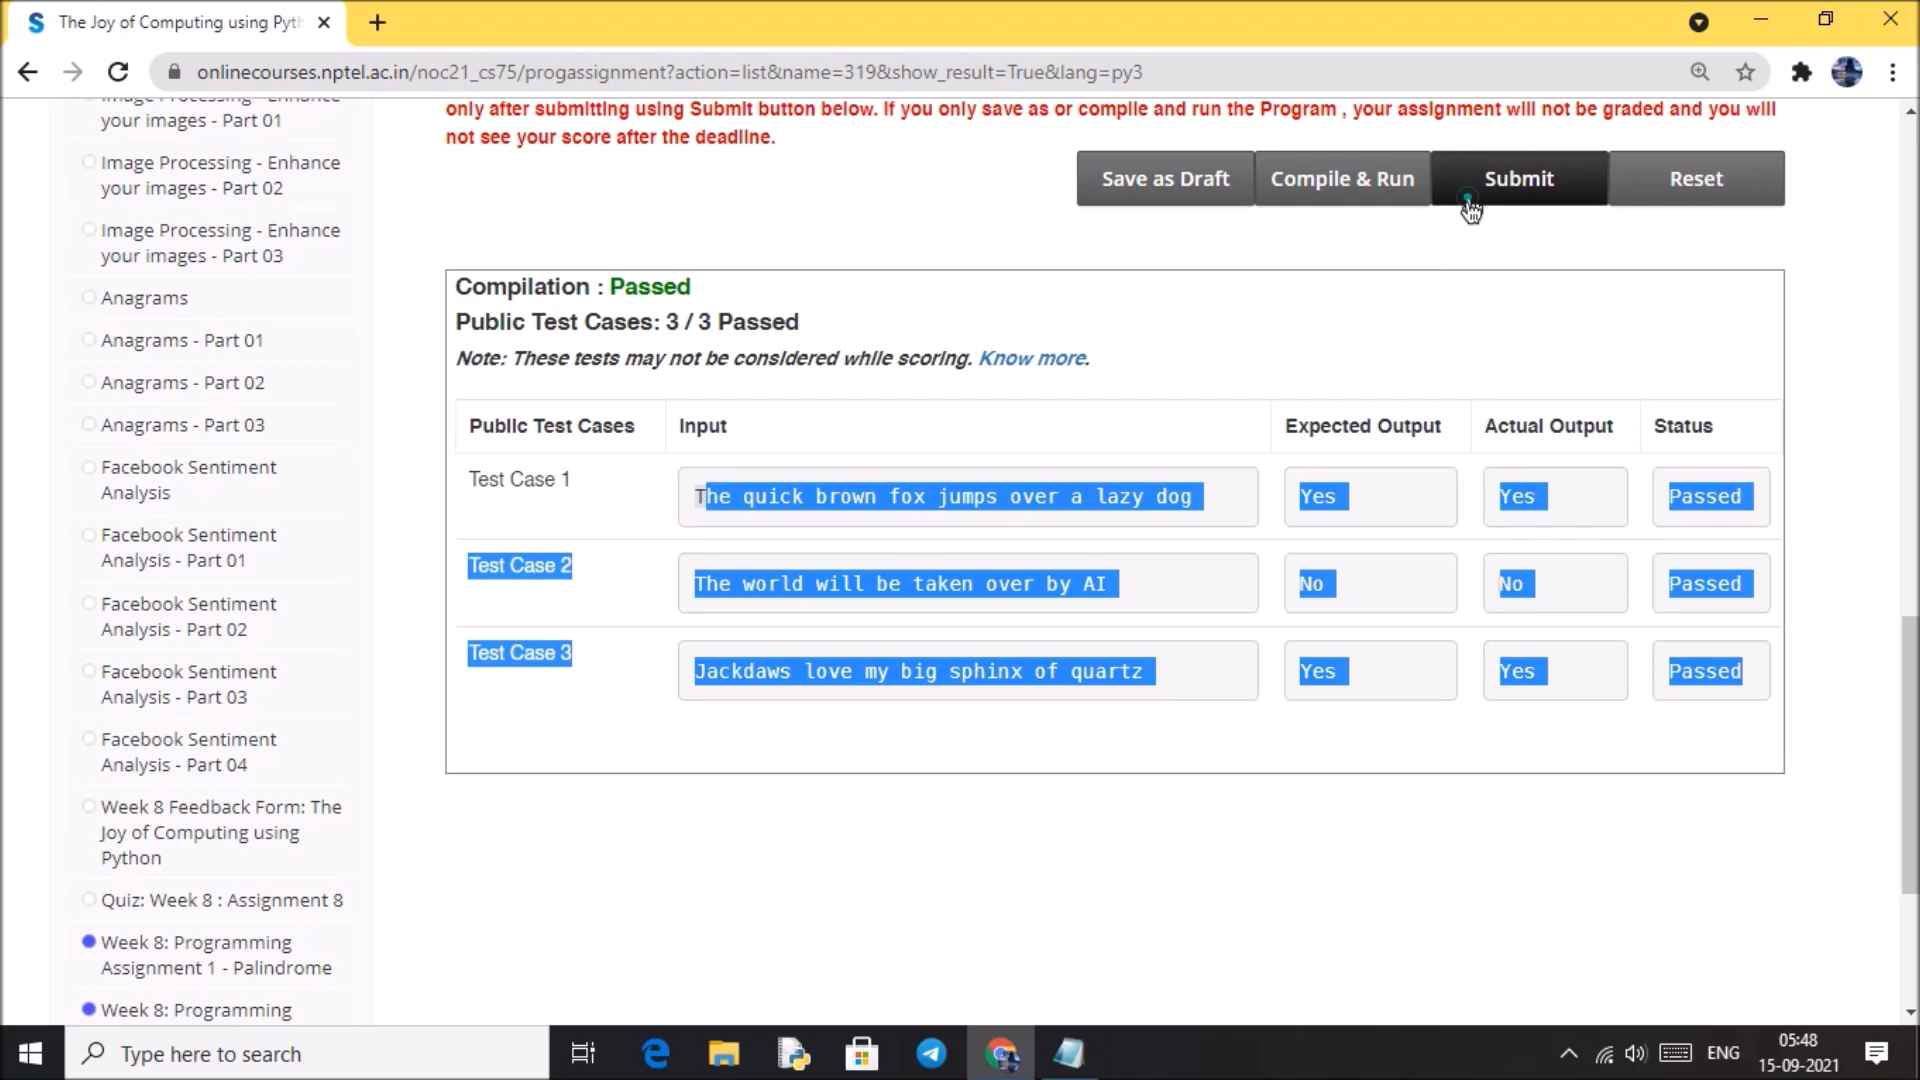 The Joy of Computing using Pyth
onlinecourses.nptel.ac.in/noc21_cs75/progassignment?action=list&name=319&show_result=True&lang=py3
Image Processing - Enhance
your images - Part 01
Image Processing - Enhance
your images - Part 02
Image Processing - Enhance
your images - Part 03
Anagrams
Anagrams - Part 01
Anagrams - Part 02
Anagrams - Part 03
Facebook Sentiment
Analysis
Facebook Sentiment
Analysis - Part 01
Facebook Sentiment
Analysis - Part 02
Facebook Sentiment
Analysis - Part 03
Facebook Sentiment
Analysis - Part 04
Week 8 Feedback Form: The
Joy of Computing using
Python
Quiz: Week 8 : Assignment 8
Week 8: Programming
Assignment 1 - Palindrome
Week 8: Programming
only after submitting using Submit button below. If you only save as or compile and run the Program , your assignment will not be graded and you will
not see your score after the deadline.
Save as Draft Compile & Run Submit Reset
Compilation : Passed
Public Test Cases: 3 / 3 Passed
Note: These tests may not be considered while scoring. Know more.
Public Test Cases Input Expected Output Actual Output Status
Test Case 1 The quick brown fox jumps over a lazy dog Yes Yes Passed
Test Case 2 The world will be taken over by AI No No Passed
Test Case 3 Jackdaws love my big sphinx of quartz Yes Yes Passed
Type here to search
ENG
05:48
15-09-2021